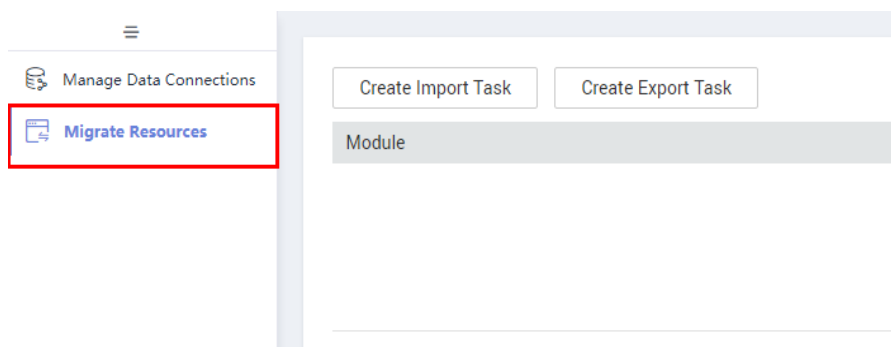 Manage Data Connections
Migrate Resources
Create Import Task
Create Export Task
Module